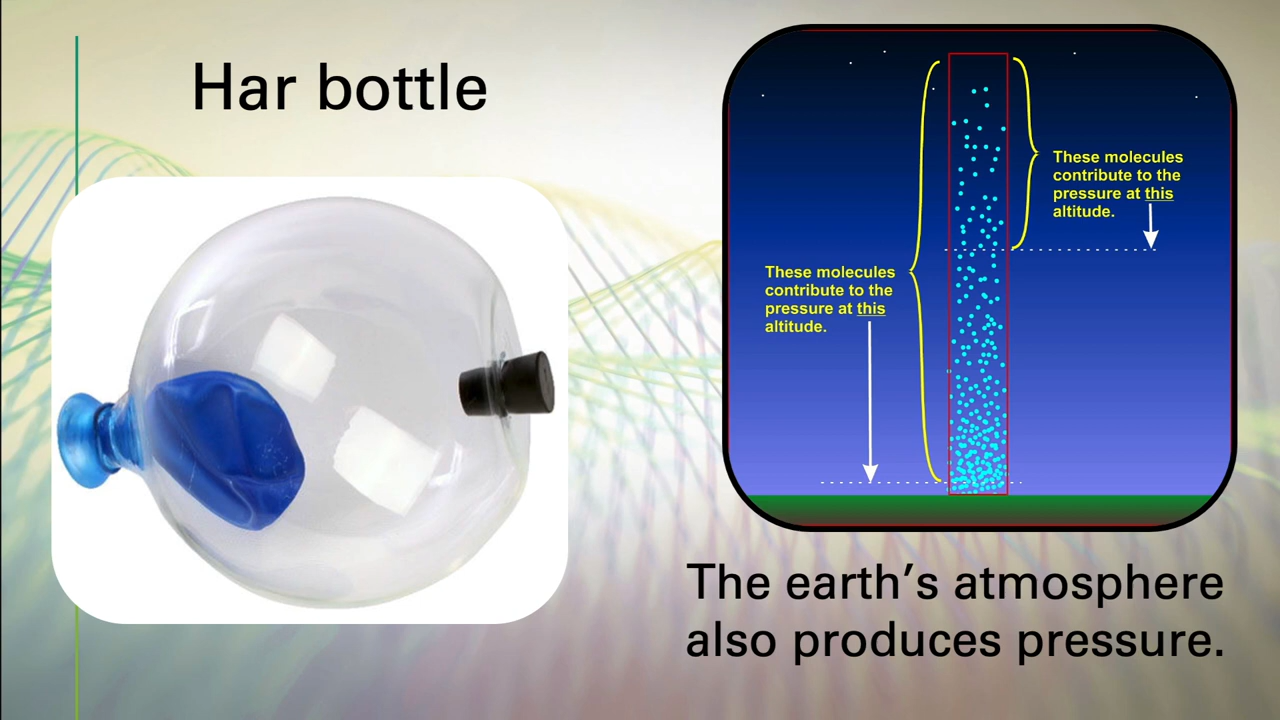 Har bottle
These molecules
contribute to the
pressure at this
altitude.
These molecules
contribute to the
pressure at this
altitude.
The earth’s atmosphere
also produces pressure.